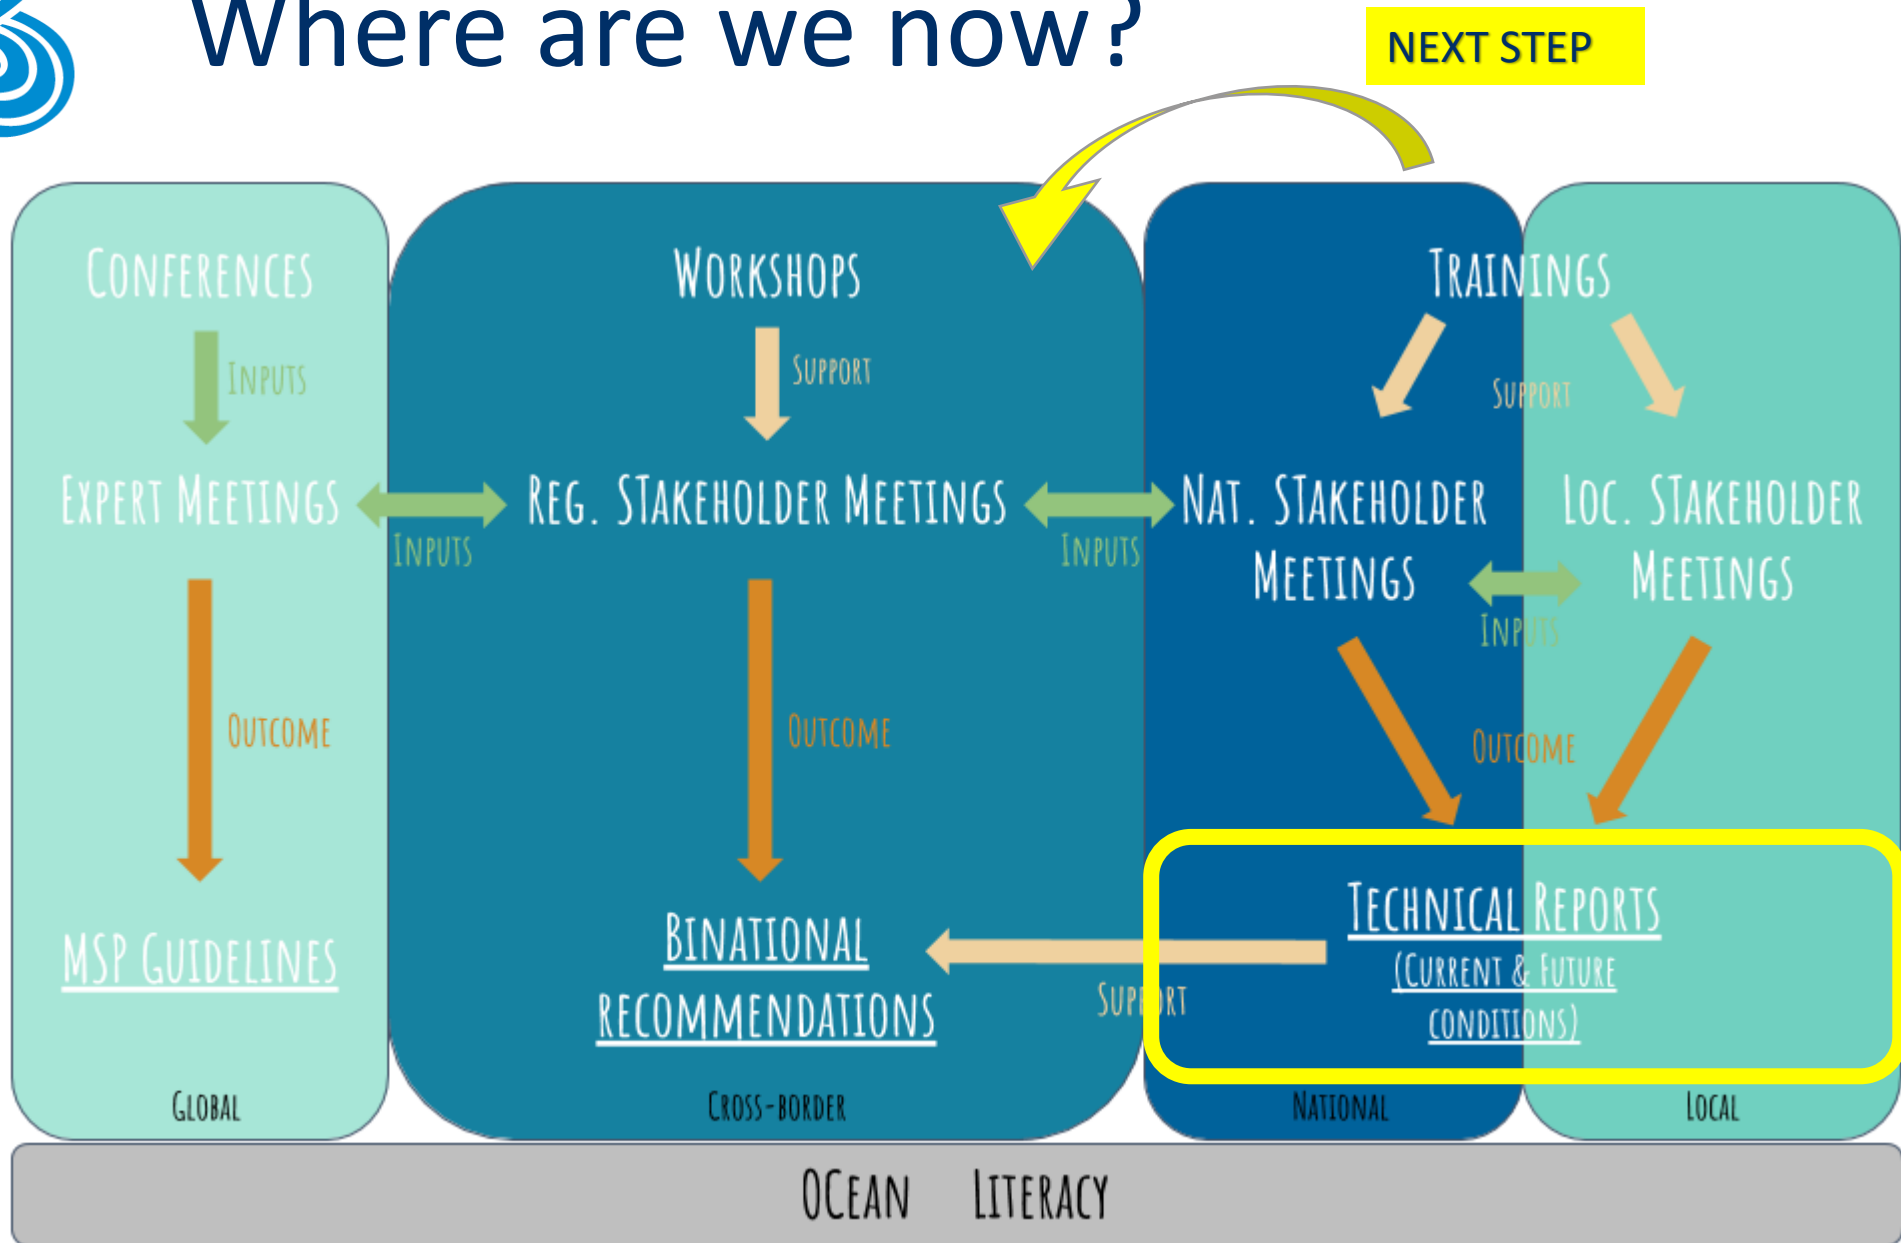 Where are we now?
NEXT STEP
Conferences
Inputs
Expert Meetings
Inputs
Outcome
MSP Guidelines
Global
Workshops
Support
Reg. STakeholder Meetings
Inputs
Outcome
Binational
recommendations
Support
Cross-border
Trainings
Support
Nat. STakeholder
Meetings
Loc. STakeholder
Meetings
Inputs
Outcome
Technical Reports
(Current & Future
conditions)
National
Local
OCean Literacy